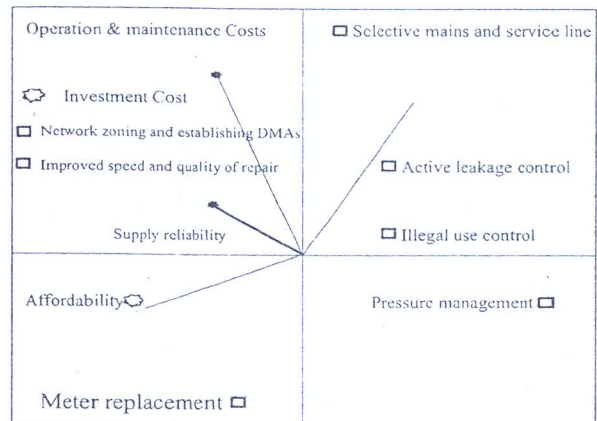 Operation & maintenance Costs
Selective mains and service line
Investment Cost
Network zoning and establishing DMAs
Improved speed and quality of repair
Active leakage control
Supply reliability
Illegal use control
Affordability
Pressure management
Meter replacement